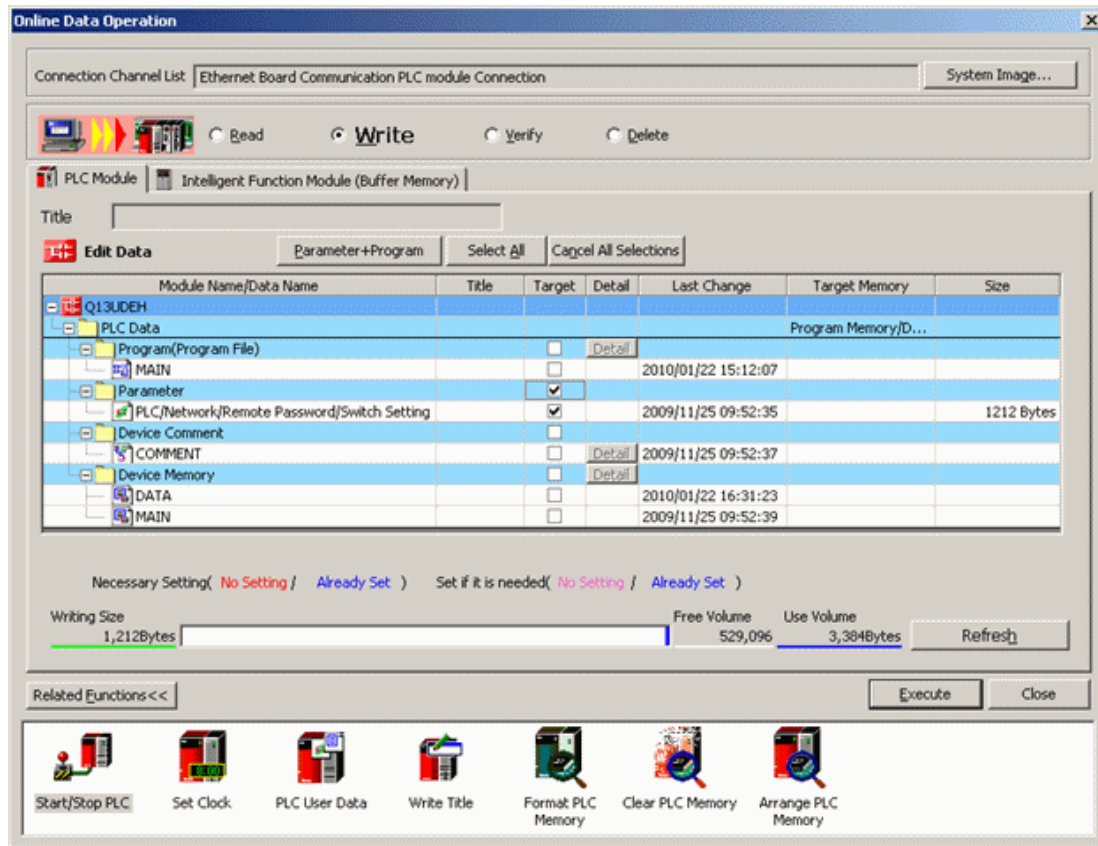 Online Data Operation
Connection Channel List Ethernet Board Communication PLC module Connection System Image...
Read Write Verify Delete
PLC Module Intelligent Function Module (Buffer Memory)
Title
Edit Data Parameter+Program Select All Cancel All Selections
Module Name/Data Name Title Target Detail Last Change Target Memory Size
Q13UDEH
PLC Data Program Memory/D...
Program(Program File) Detail
MAIN 2010/01/22 15:12:07
Parameter
PLC/Network/Remote Password/Switch Setting 2009/11/25 09:52:35 1212 Bytes
Device Comment
COMMENT Detail 2009/11/25 09:52:37
Device Memory Detail
DATA 2010/01/22 16:31:23
MAIN 2009/11/25 09:52:39
Necessary Setting( No Setting / Already Set ) Set if it is needed( No Setting / Already Set )
Writing Size Free Volume Use Volume
1,212Bytes 529,096 3,384Bytes Refresh
Related Functions<< Execute Close
8:00
Start/Stop PLC Set Clock PLC User Data Write Title Format PLC Memory Clear PLC Memory Arrange PLC Memory